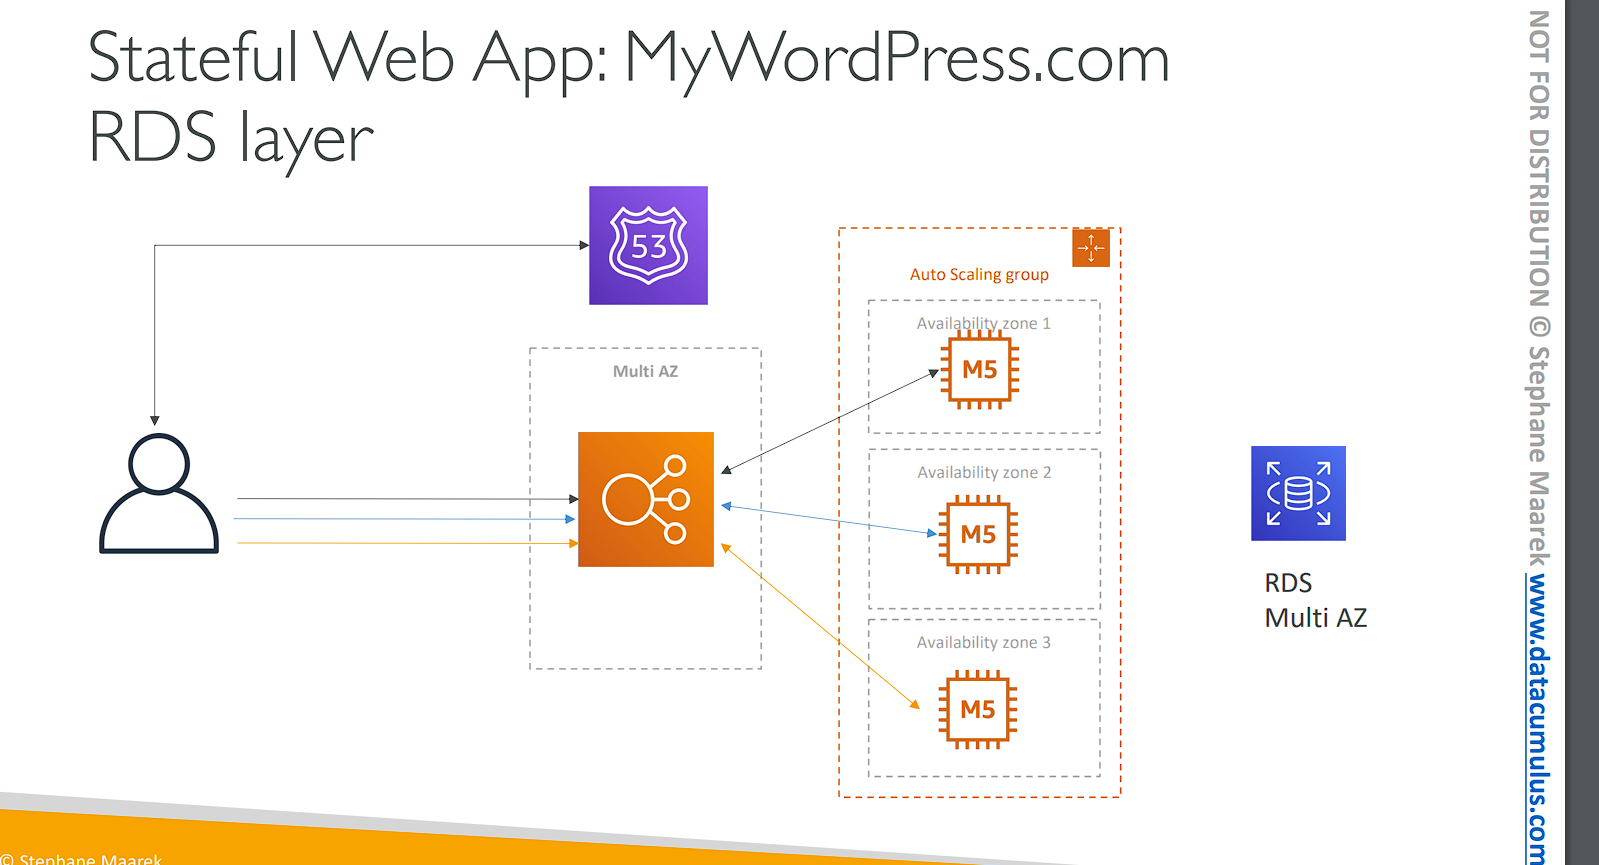 Stateful Web App: MyWordPress.com
RDS layer
53
Auto Scaling group
Availability zone 1
M5
Multi AZ
Availability zone 2
M5
Availability zone 3
M5
RDS
Multi AZ
NOT FOR DISTRIBUTION © Stephane Maarek www.datacumulus.com
© Stephane Maarek